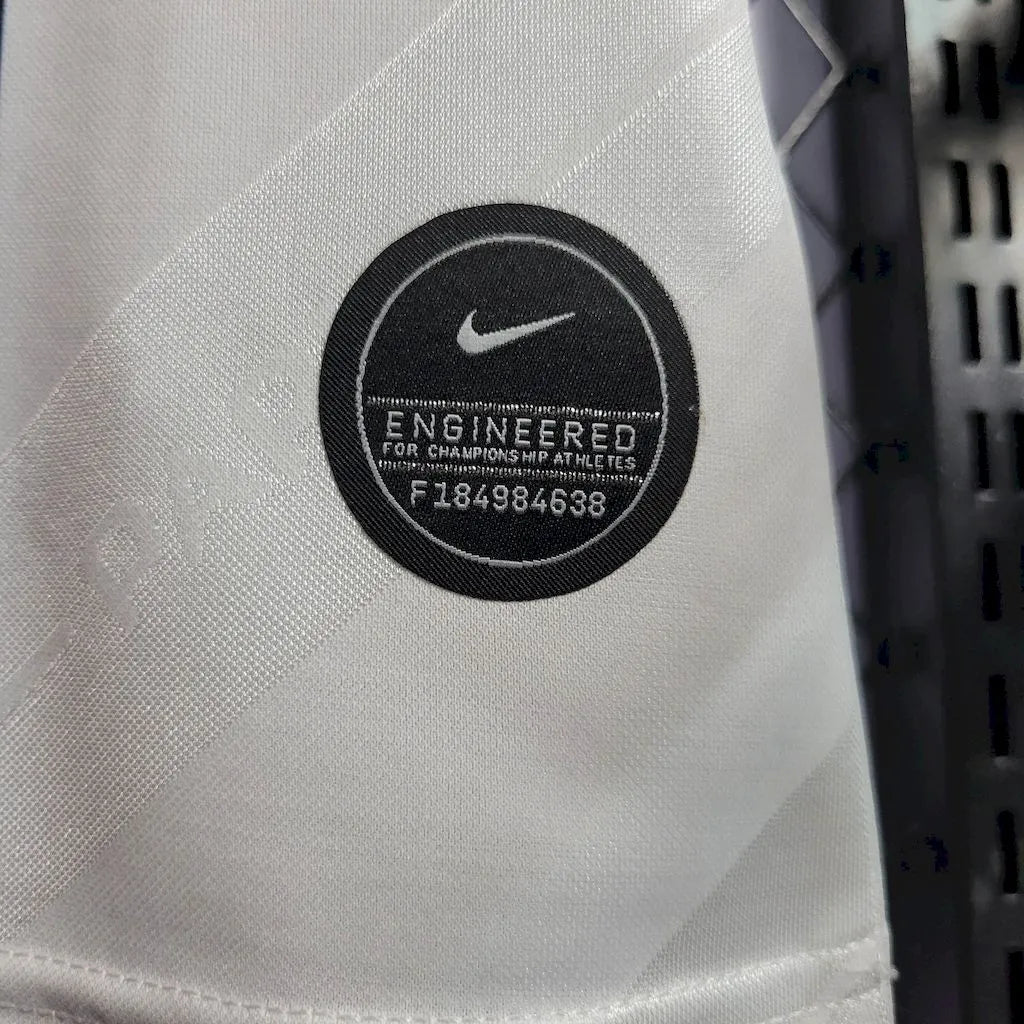 ENGINEERED
FOR CHAMPIONSHIP ATHLETES
F184984638